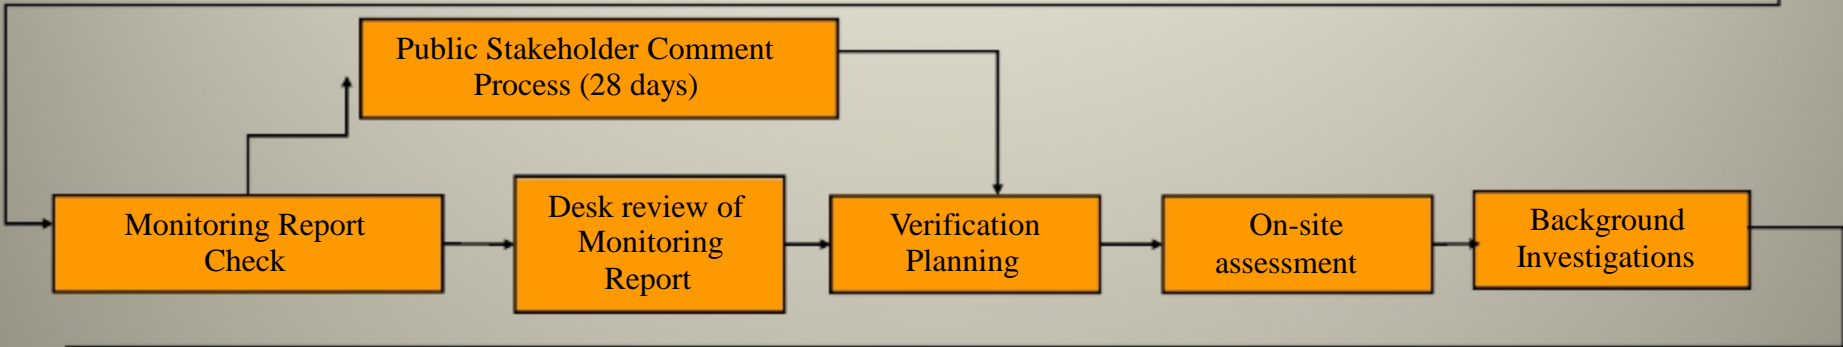 Public Stakeholder Comment
Process (28 days)
Monitoring Report
Check
Desk review of
Monitoring
Report
Verification
Planning
On-site
assessment
Background
Investigations